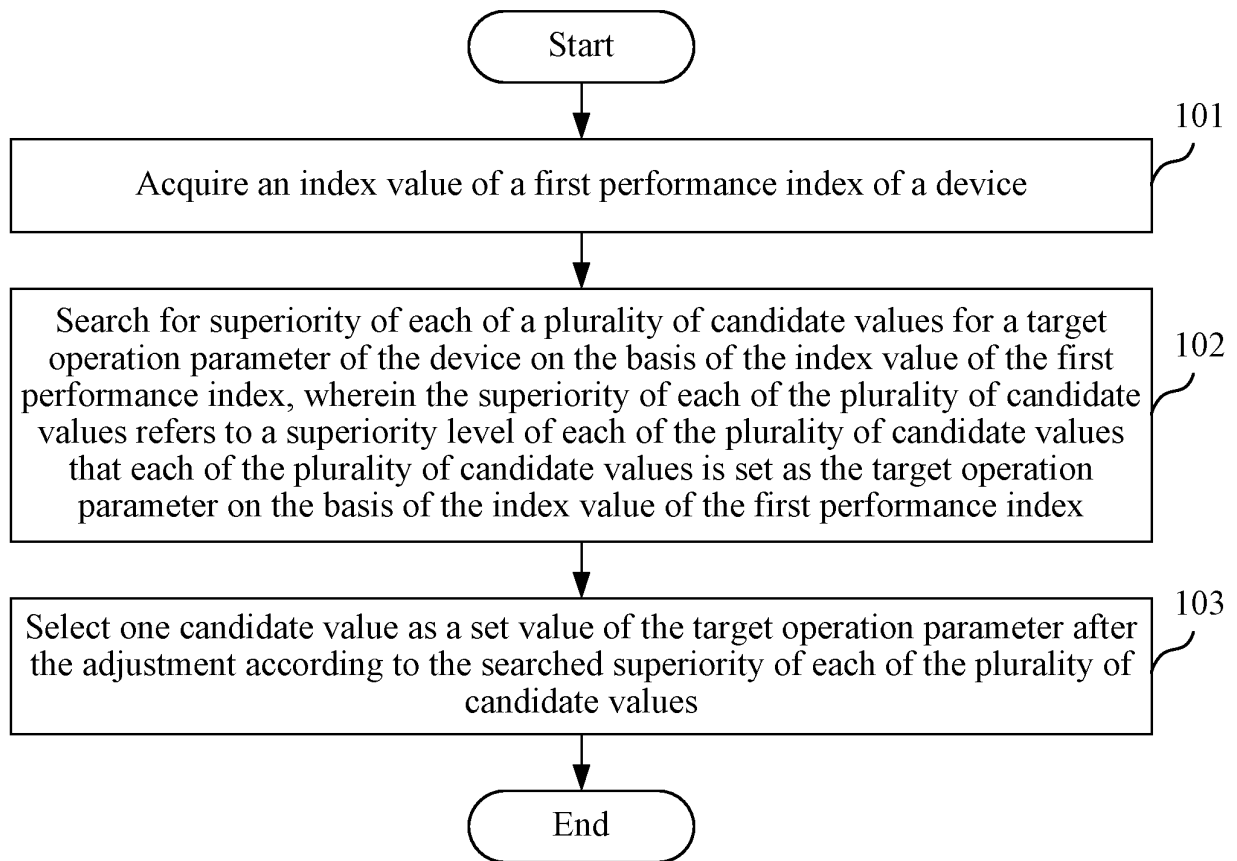 Start
101
Acquire an index value of a first performance index of a device
Search for superiority of each of a plurality of candidate values for a target
operation parameter of the device on the basis of the index value of the first
102
performance index, wherein the superiority of each of the plurality of candidate
values refers to a superiority level of each of the plurality of candidate values
that each of the plurality of candidate values is set as the target operation
parameter on the basis of the index value of the first performance index
103
Select one candidate value as a set value of the target operation parameter after
the adjustment according to the searched superiority of each of the plurality of
candidate values
End